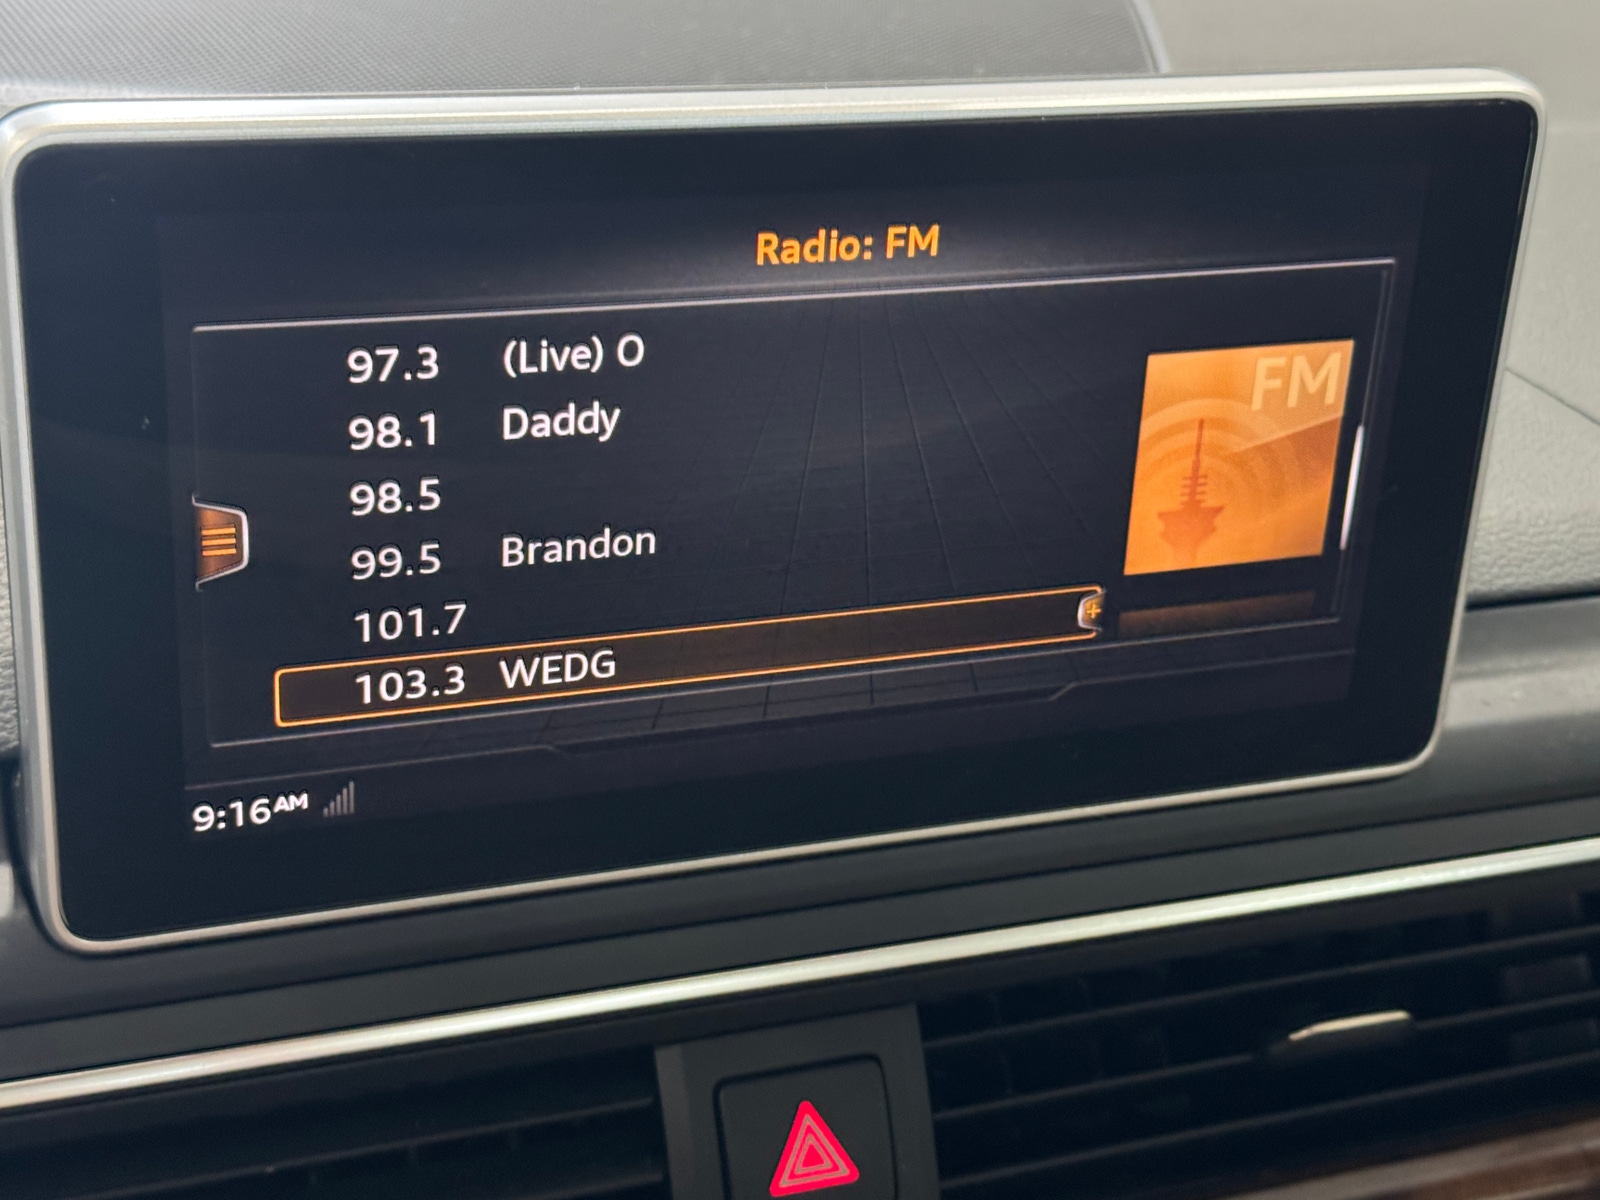 Radio: FM
97.3 (Live) O
FM
98.1 Daddy
98.5
99.5 Brandon
101.7
103.3 WEDG
9:16AM